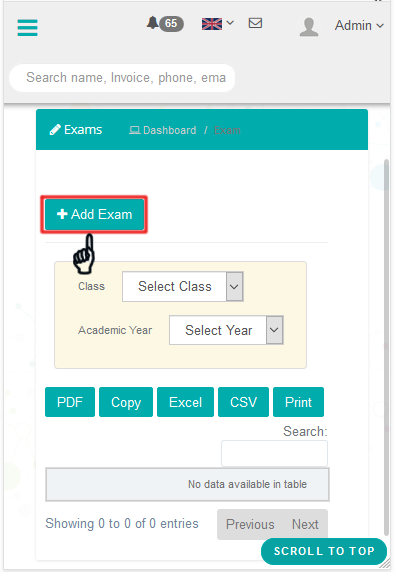 65
Admin
Search name, Invoice, phone, ema
Exams Dashboard / Exam
+ Add Exam
Class Select Class
Academic Year Select Year
PDF Copy Excel CSV Print
Search:
No data available in table
Showing 0 to 0 of 0 entries Previous Next
SCROLL TO TOP